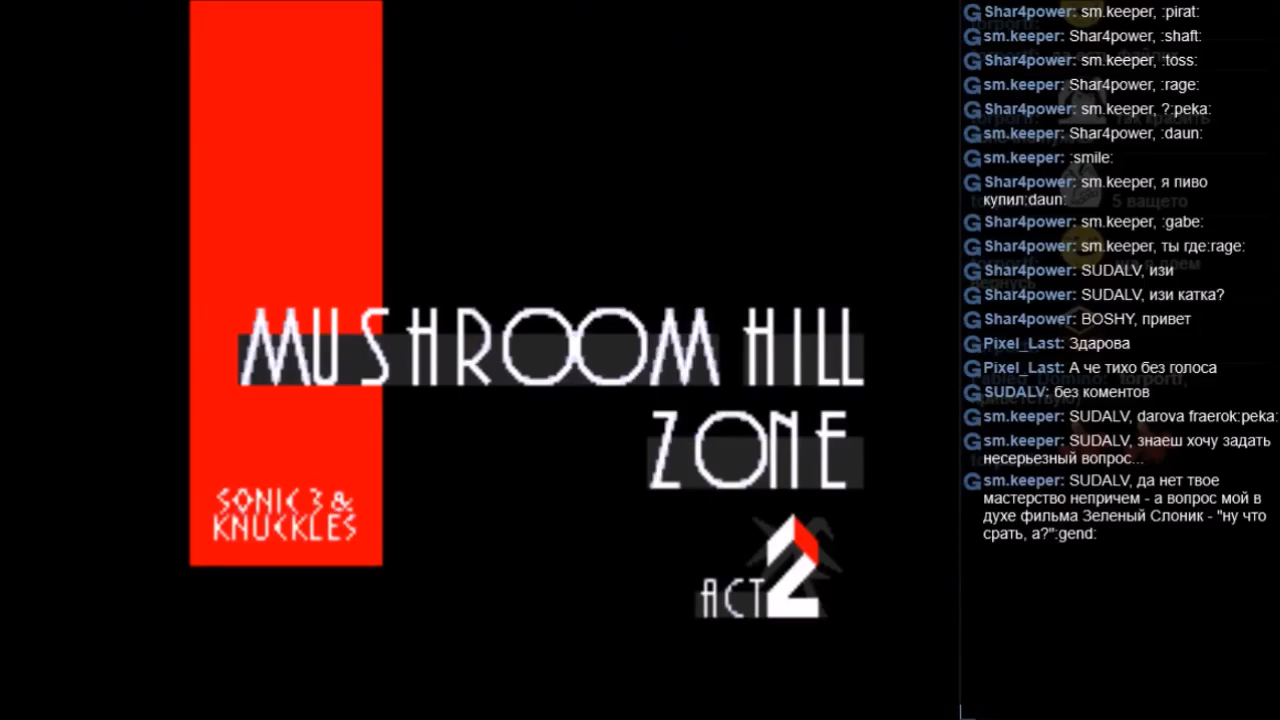 MUSHROOM HILL
ZONE
SONIC 3 &
KNUCKLES
ACT 2
Shar4power: sm.keeper, :pirat:
sm.keeper: Shar4power, :shaft:
Shar4power: sm.keeper, :toss:
sm.keeper: Shar4power, :rage:
Shar4power: sm.keeper, ?:peka:
sm.keeper: Shar4power, :daun:
sm.keeper: :smile:
Shar4power: sm.keeper, я пиво
купил:daun:
Shar4power: sm.keeper, :gabe:
Shar4power: sm.keeper, ты где:rage:
Shar4power: SUDALV, изи
Shar4power: SUDALV, изи катка?
Shar4power: BOSHY, привет
Pixel_Last: Здарова
Pixel_Last: А че тихо без голоса
SUDALV: без коментов
sm.keeper: SUDALV, darova fraerok:peka:
sm.keeper: SUDALV, знаеш хочу задать
несерьезный вопрос...
sm.keeper: SUDALV, да нет твое
мастерство непричем - а вопрос мой в
духе фильма Зеленый Слоник - "ну что
срать, а?":gend:
5 ващето